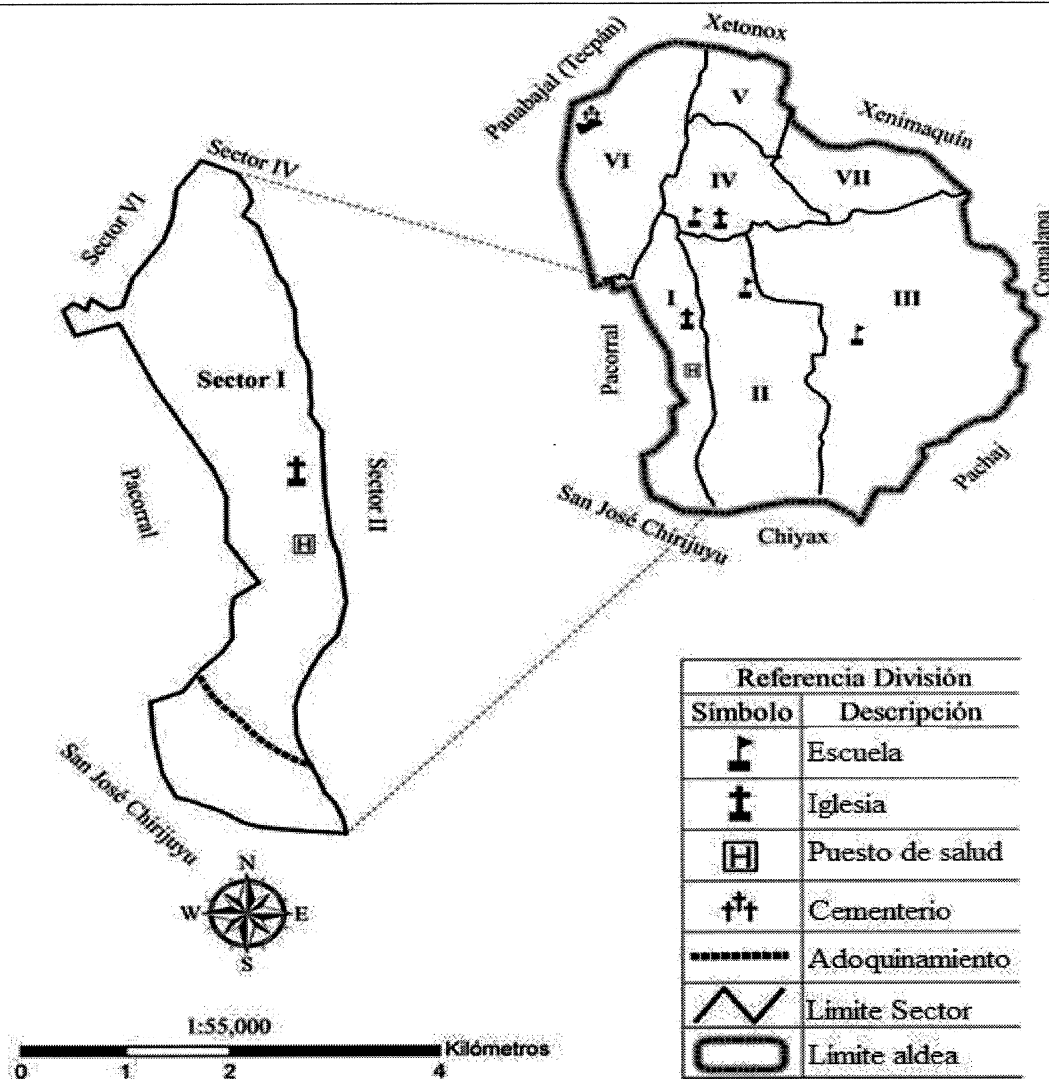 Xetonox
Panabajal (Tecpán)
V
Xenimaquín
VI
IV
VII
Comalapa
I
III
Pacorral
II
Pachaj
San José Chirijuyu
Chiyax
Sector IV
Sector VI
Sector I
Pacorral
Sector II
San José Chirijuyu
N
W E
S
1:55,000
Kilómetros
0 1 2 4
Referencia División
Símbolo Descripción
Escuela
Iglesia
H Puesto de salud
Cementerio
Adoquinamiento
Limite Sector
Limite aldea
H
H